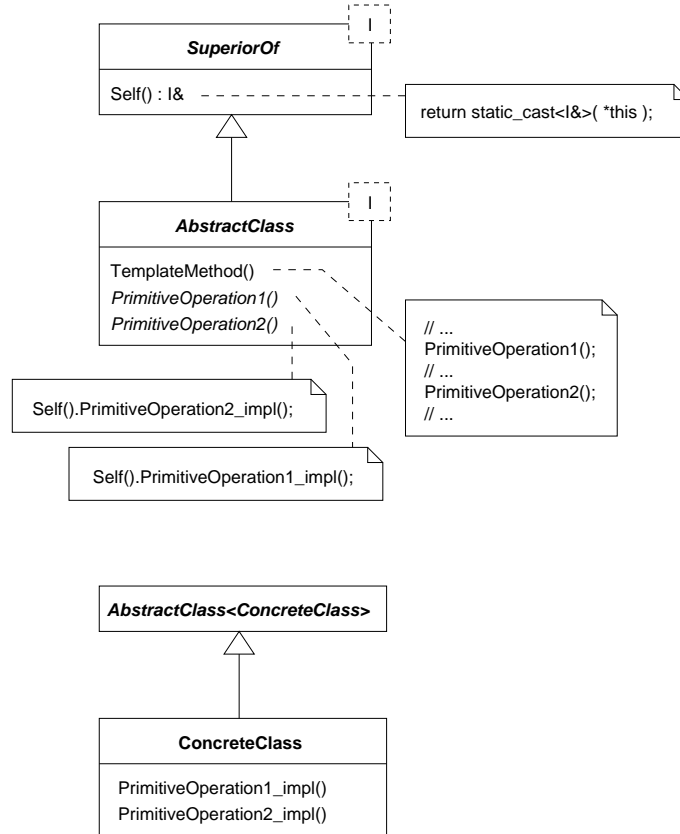 I
SuperiorOf
Self() : I&
return static_cast<I&>( *this );
I
AbstractClass
TemplateMethod()
PrimitiveOperation1()
PrimitiveOperation2()
// ...
PrimitiveOperation1();
// ...
PrimitiveOperation2();
// ...
Self().PrimitiveOperation2_impl();
Self().PrimitiveOperation1_impl();
AbstractClass<ConcreteClass>
ConcreteClass
PrimitiveOperation1_impl()
PrimitiveOperation2_impl()